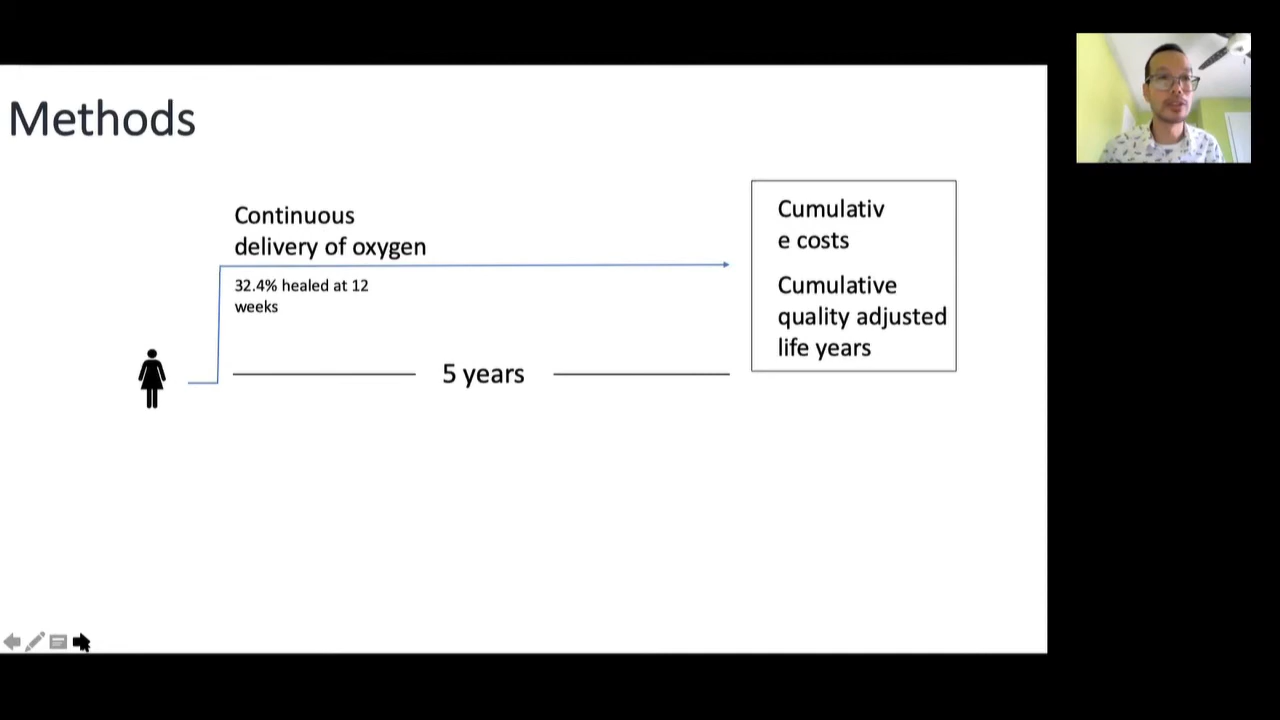 Methods
Continuous
delivery of oxygen
32.4% healed at 12
weeks
5 years
Cumulativ
e costs
Cumulative
quality adjusted
life years